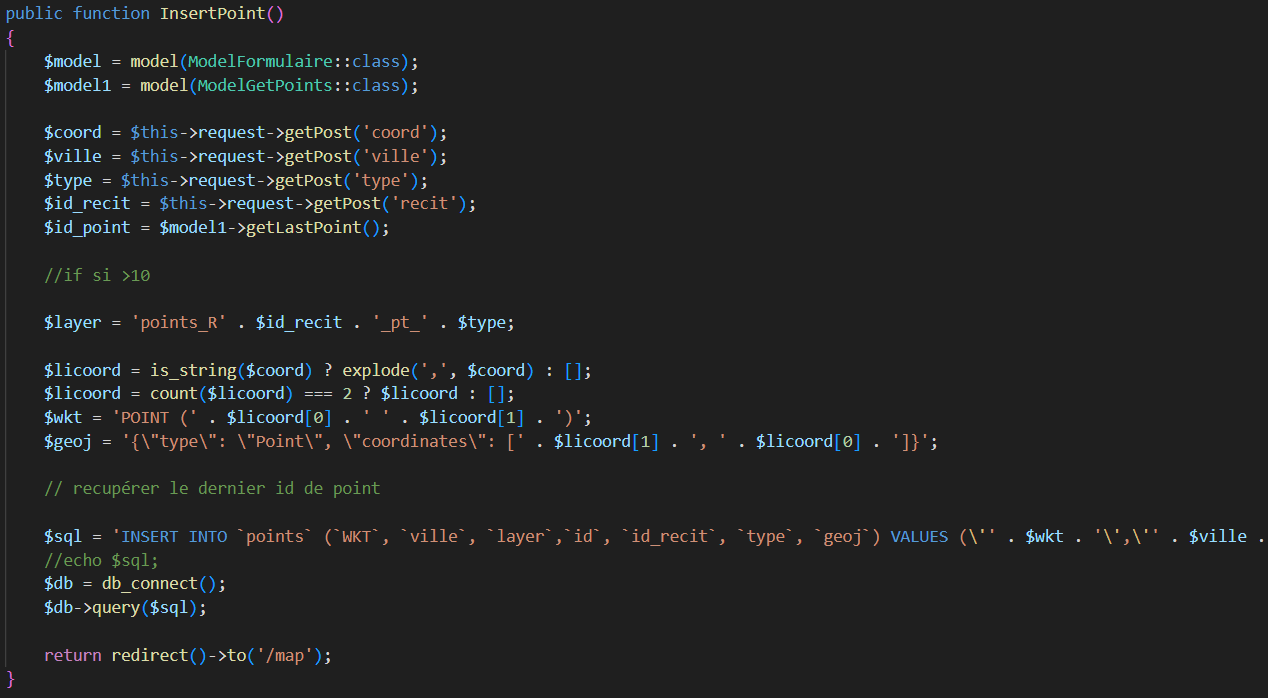 public function InsertPoint()
{
    $model = model(ModelFormulaire::class);
    $model1 = model(ModelGetPoints::class);
    $coord = $this->request->getPost('coord');
    $ville = $this->request->getPost('ville');
    $type = $this->request->getPost('type');
    $id_recit = $this->request->getPost('recit');
    $id_point = $model1->getLastPoint();
    //if si >10
    $layer = 'points_R' . $id_recit . '_pt_' . $type;
    $licoord = is_string($coord) ? explode(',', $coord) : [];
    $licoord = count($licoord) === 2 ? $licoord : [];
    $wkt = 'POINT (' . $licoord[0] . ' ' . $licoord[1] . ')';
    $geoj = '{\"type\": \"Point\", \"coordinates\": [' . $licoord[1] . ', ' . $licoord[0] . ']}';
    // recupérer le dernier id de point
    $sql = 'INSERT INTO `points` (`WKT`, `ville`, `layer`,`id`, `id_recit`, `type`, `geoj`) VALUES (\'' . $wkt . '\',\'' . $ville .
    //echo $sql;
    $db = db_connect();
    $db->query($sql);
    return redirect()->to('/map');
}